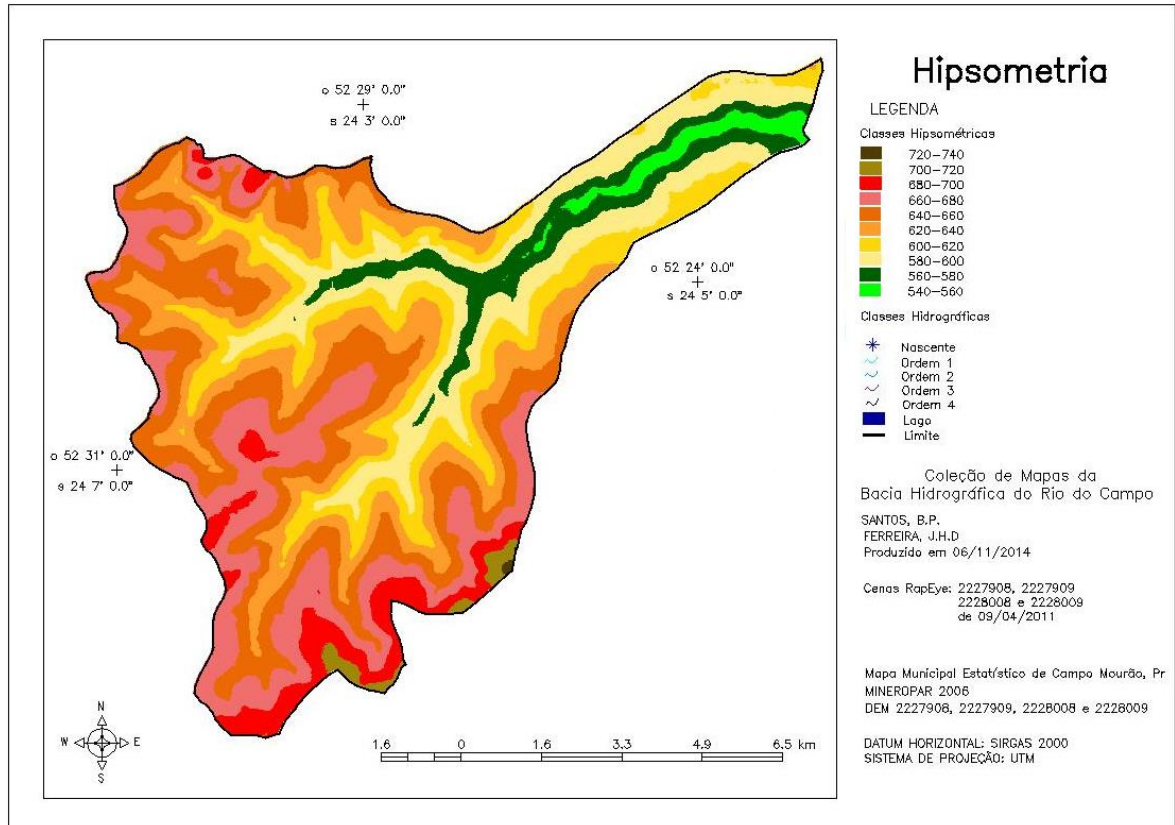 Hipsometria
LEGENDA
Classes Hipsométricas
720-740
700-720
680-700
660-680
640-660
620-640
600-620
580-600
560-580
540-560
Classes Hidrográficas
Nascente
Ordem 1
Ordem 2
Ordem 3
Ordem 4
Lago
Limite
Coleção de Mapas da
Bacia Hidrográfica do Rio do Campo
SANTOS, B.P.
FERREIRA, J.H.D
Produzido em 06/11/2014
Cenas RapEye: 2227908, 2227909
2228008 e 2228009
de 09/04/2011
Mapa Municipal Estatístico de Campo Mourão, Pr
MINEROPAR 2006
DEM 2227908, 2227909, 2228008 e 2228009
DATUM HORIZONTAL: SIRGAS 2000
SISTEMA DE PROJEÇÃO: UTM
o 52 29' 0.0"
s 24 3' 0.0"
o 52 24' 0.0"
s 24 5' 0.0"
o 52 31' 0.0"
s 24 7' 0.0"
N
W E
S
1.6 0 1.6 3.3 4.9 6.5 km